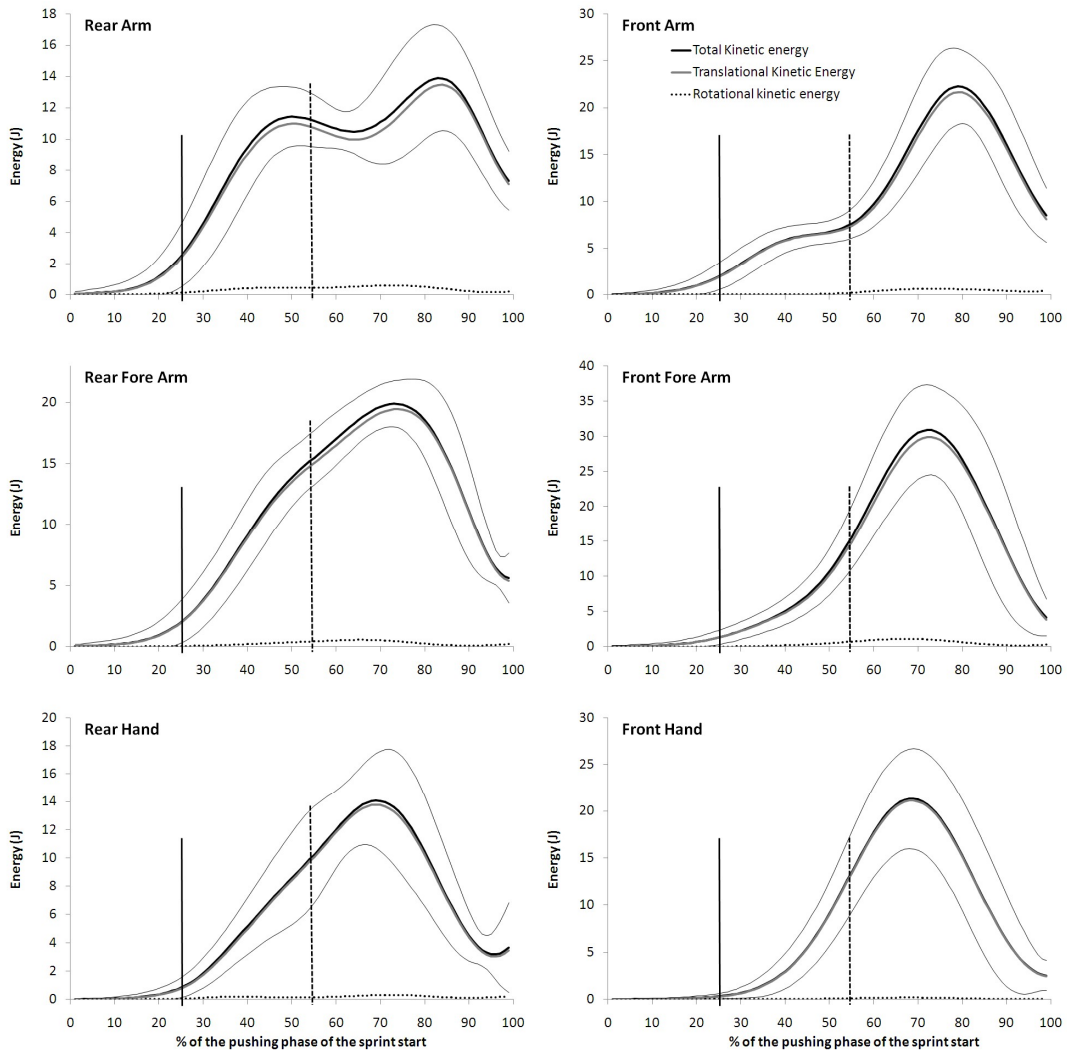 Rear Arm
Energy (J)
18
16
14
12
10
8
6
4
2
0
0 10 20 30 40 50 60 70 80 90 100
Front Arm
Total Kinetic energy
Translational Kinetic Energy
Rotational kinetic energy
Energy (J)
30
25
20
15
10
5
0
0 10 20 30 40 50 60 70 80 90 100
Rear Fore Arm
Energy (J)
20
15
10
5
0
0 10 20 30 40 50 60 70 80 90 100
Front Fore Arm
Energy (J)
40
35
30
25
20
15
10
5
0
0 10 20 30 40 50 60 70 80 90 100
Rear Hand
Energy (J)
20
18
16
14
12
10
8
6
4
2
0
0 10 20 30 40 50 60 70 80 90 100
% of the pushing phase of the sprint start
Front Hand
Energy (J)
30
25
20
15
10
5
0
0 10 20 30 40 50 60 70 80 90 100
% of the pushing phase of the sprint start